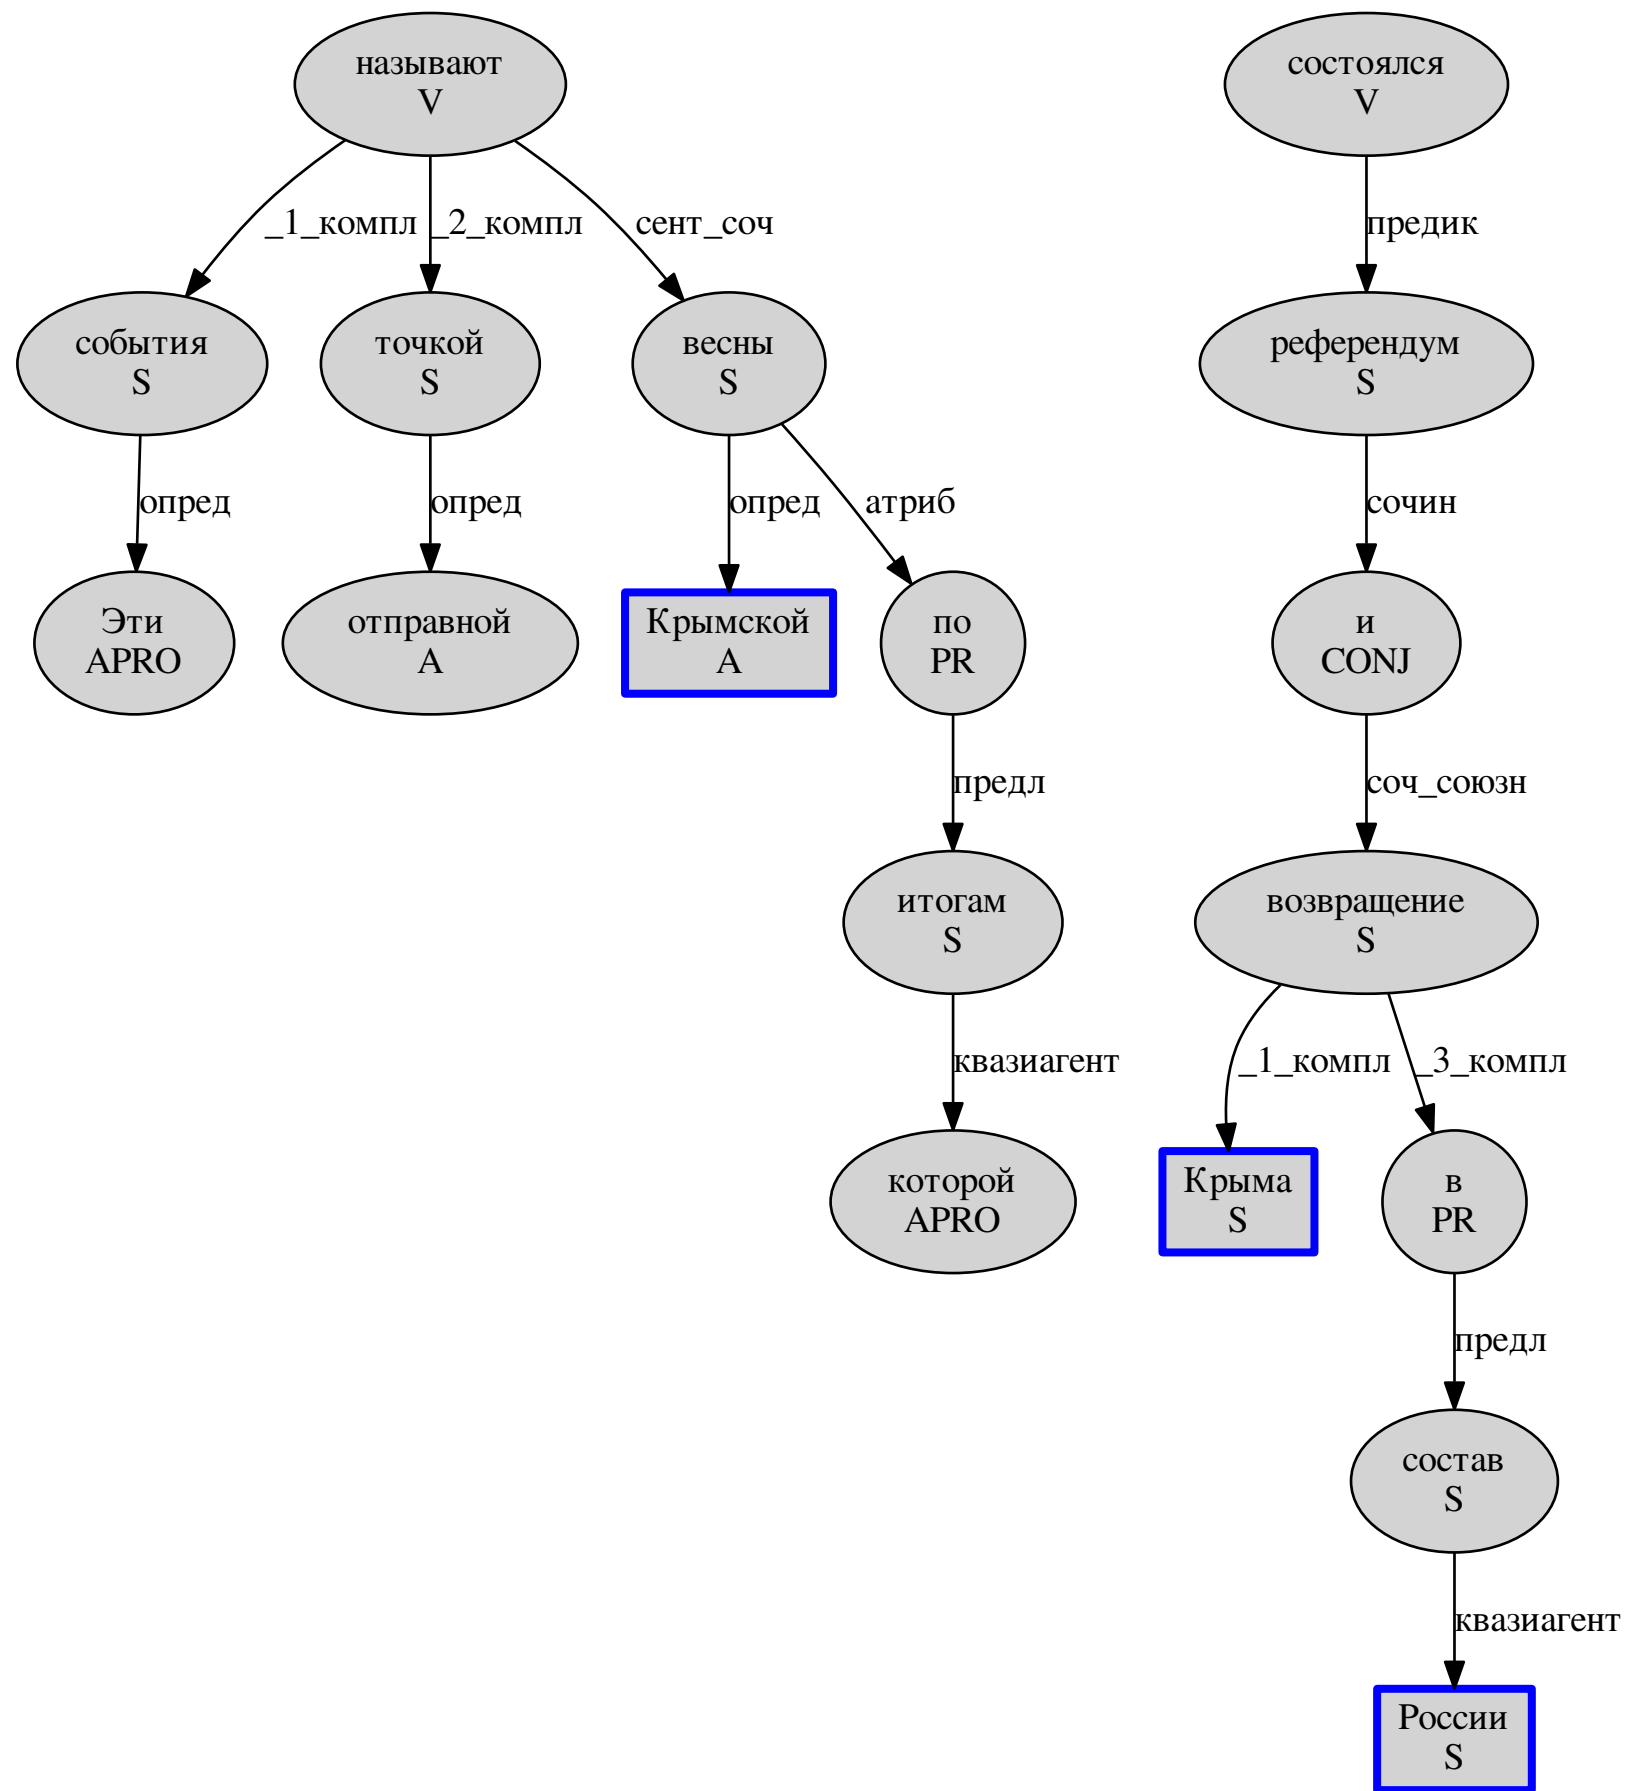 называют
V
состоялся
V
_1_компл
_2_компл
сент_соч
предик
события
S
точкой
S
весны
S
референдум
S
опред
опред
опред
атриб
сочин
Эти
APRO
отправной
A
Крымской
A
по
PR
и
CONJ
предл
соч_союзн
итогам
S
возвращение
S
квазиагент
_1_компл
_3_компл
которой
APRO
Крыма
S
в
PR
предл
состав
S
квазиагент
России
S